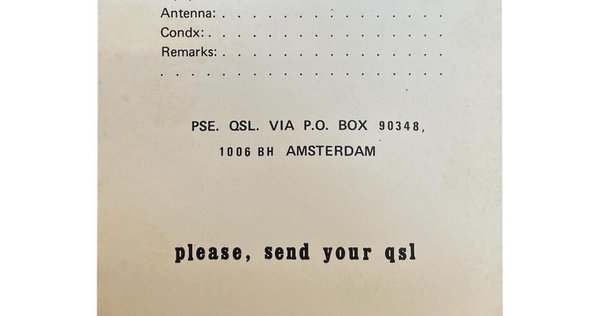 Antenna: . . . . . . . . . . . . . . . . .
Condx: . . . . . . . . . . . . . . . . . .
Remarks: . . . . . . . . . . . . . . . . .
. . . . . . . . . . . . . . . . . . . . .
PSE. QSL. VIA P.O. BOX 90348,
1006 BH AMSTERDAM
please, send your qsl